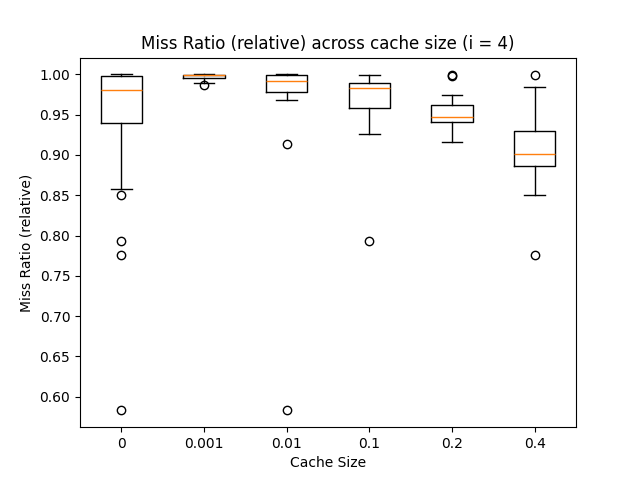 Miss Ratio (relative) across cache size (i = 4)
Miss Ratio (relative)
1.00
0.95
0.90
0.85
0.80
0.75
0.70
0.65
0.60
0 0.001 0.01 0.1 0.2 0.4
Cache Size